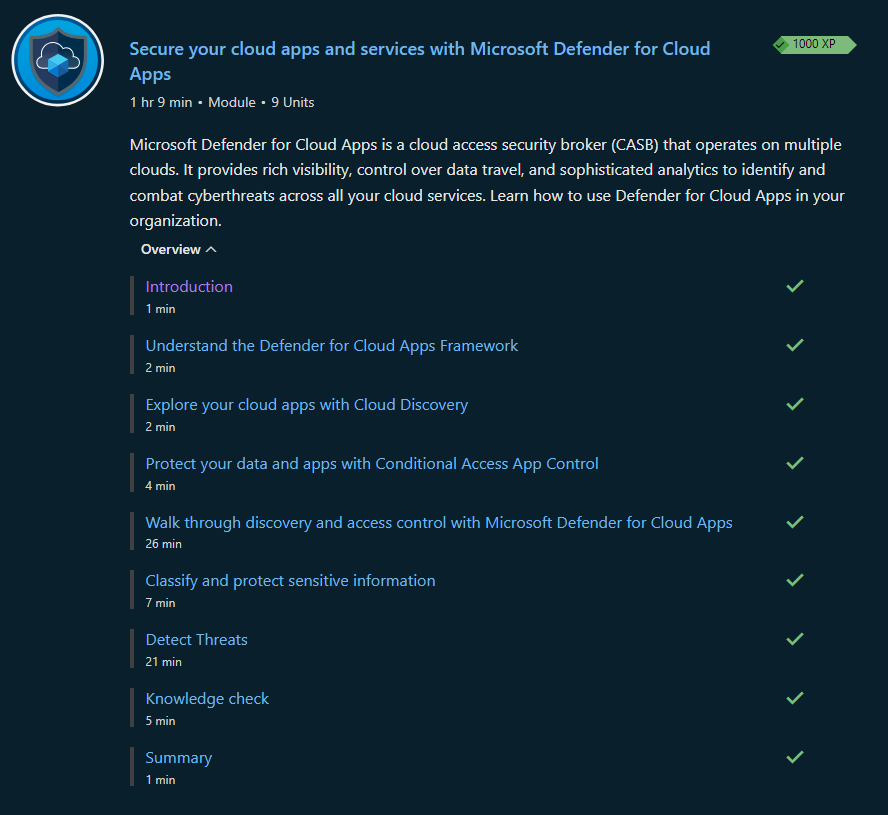 Secure your cloud apps and services with Microsoft Defender for Cloud
Apps
1000 XP
1 hr 9 min • Module • 9 Units
Microsoft Defender for Cloud Apps is a cloud access security broker (CASB) that operates on multiple
clouds. It provides rich visibility, control over data travel, and sophisticated analytics to identify and
combat cyberthreats across all your cloud services. Learn how to use Defender for Cloud Apps in your
organization.
Overview
Introduction
1 min
Understand the Defender for Cloud Apps Framework
2 min
Explore your cloud apps with Cloud Discovery
2 min
Protect your data and apps with Conditional Access App Control
4 min
Walk through discovery and access control with Microsoft Defender for Cloud Apps
26 min
Classify and protect sensitive information
7 min
Detect Threats
21 min
Knowledge check
5 min
Summary
1 min